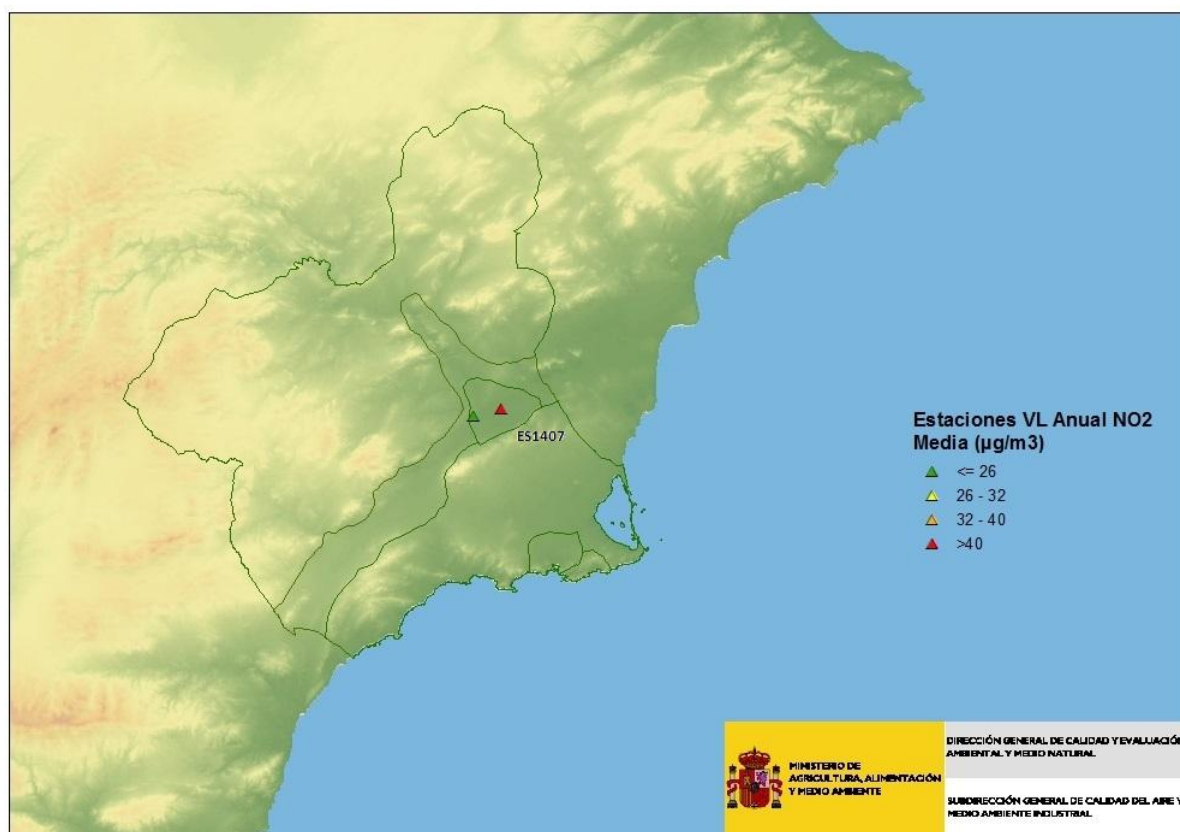 ES1407
Estaciones VL Anual NO2
Media (µg/m3)
<= 26
26 - 32
32 - 40
>40
MINISTERIO DE
AGRICULTURA, ALIMENTACIÓN
Y MEDIO AMBIENTE
DIRECCIÓN GENERAL DE CALIDAD Y EVALUACIÓ
AMBIENTAL Y MEDIO NATURAL
SUBDIRECCIÓN GENERAL DE CALIDAD DEL AIRE Y
MEDIO AMBIENTE INDUSTRIAL